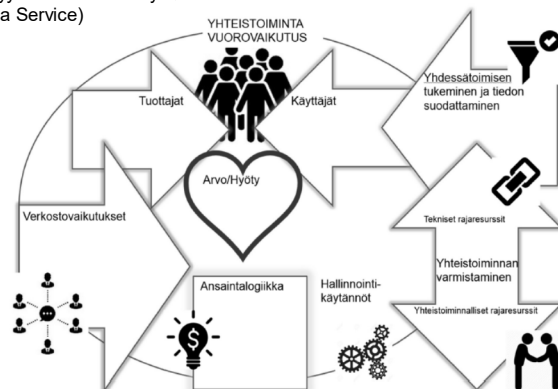 a Service)
YHTEISTOIMINTA
VUOROVAIKUTUS
Tuottajat
Käyttäjät
Yhdessätoimisen
tukeminen ja tiedon
suodattaminen
Arvo/Hyöty
Verkostovaikutukset
Tekniset rajaresurssit
Yhteistoiminnan
varmistaminen
Yhteistoiminnalliset rajaresurssit
Ansaintalogiikka
Hallinnointi-
käytännöt
$